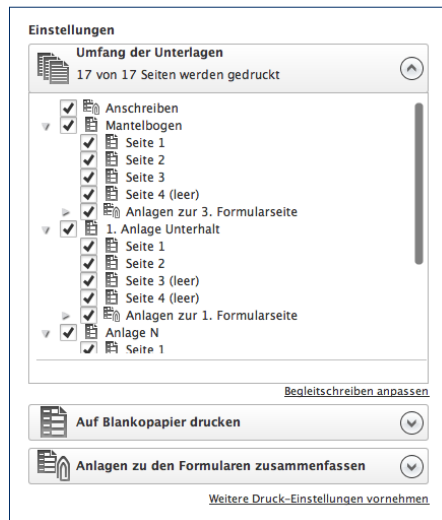 Einstellungen
Umfang der Unterlagen
17 von 17 Seiten werden gedruckt
Anschreiben
Mantelbogen
Seite 1
Seite 2
Seite 3
Seite 4 (leer)
Anlagen zur 3. Formularseite
1. Anlage Unterhalt
Seite 1
Seite 2
Seite 3 (leer)
Seite 4 (leer)
Anlagen zur 1. Formularseite
Anlage N
Seite 1
Begleitschreiben anpassen
Auf Blankopapier drucken
Anlagen zu den Formularen zusammenfassen
Weitere Druck-Einstellungen vornehmen